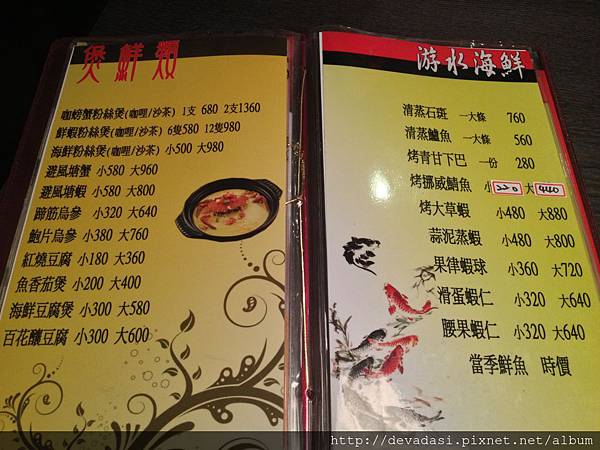 煲鮮類
咖螃蟹粉絲煲(咖哩/沙茶) 1支 680 2支1360
鮮蝦粉絲煲(咖哩/沙茶) 6隻580 12隻980
海鮮粉絲煲(咖哩/沙茶) 小500 大980
避風塘蟹 小580 大960
避風塘蝦 小580 大800
蹄筋烏參 小320 大640
鮑片烏參 小380 大760
紅燒豆腐 小180 大360
魚香茄煲 小200 大400
海鮮豆腐煲 小300 大580
百花釀豆腐 小300 大600
游水海鮮
清蒸石斑 一大條 760
清蒸鱸魚 一大條 560
烤青甘下巴 一份 280
烤挪威鯖魚 小220 大440
烤大草蝦 小480 大880
蒜泥蒸蝦 小480 大800
果律蝦球 小360 大720
滑蛋蝦仁 小320 大640
腰果蝦仁 小320 大640
當季鮮魚 時價
http://devadasi.pixnet.net/album